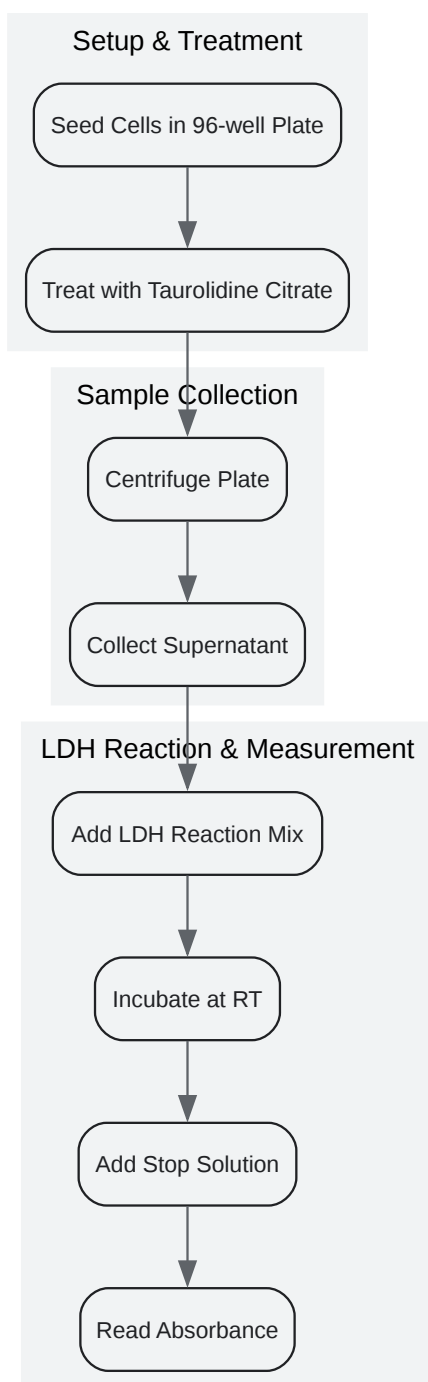 Setup & Treatment
Seed Cells in 96-well Plate
Treat with Taurolidine Citrate
Sample Collection
Centrifuge Plate
Collect Supernatant
LDH Reaction & Measurement
Add LDH Reaction Mix
Incubate at RT
Add Stop Solution
Read Absorbance